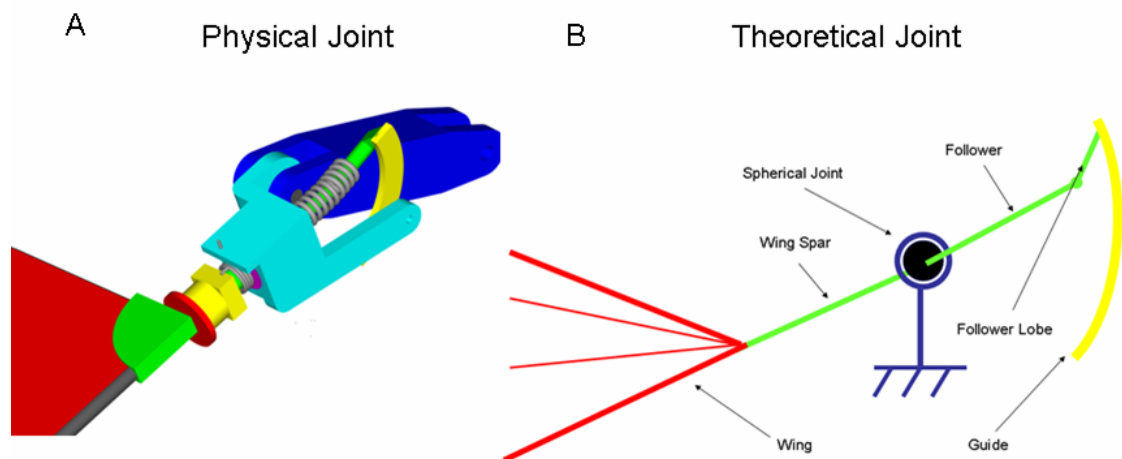 A
Physical Joint
B
Theoretical Joint
Follower
Spherical Joint
Wing Spar
Follower Lobe
Wing
Guide